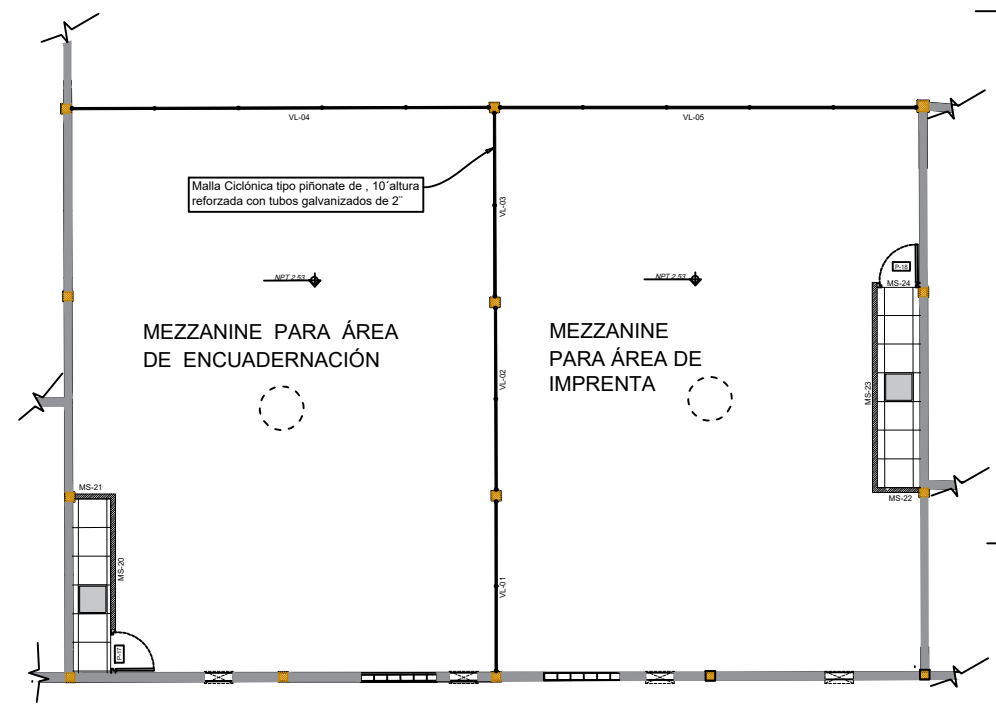 VL-04
VL-05
Malla Ciclónica tipo piñonate de , 10´altura
reforzada con tubos galvanizados de 2¨
VL-03
NPT 2.53
NPT 2.53
P-18
MS-24
MEZZANINE PARA ÁREA
DE ENCUADERNACIÓN
MEZZANINE
PARA ÁREA DE
IMPRENTA
VL-02
MS-23
MS-21
MS-22
MS-20
VL-01
P-17